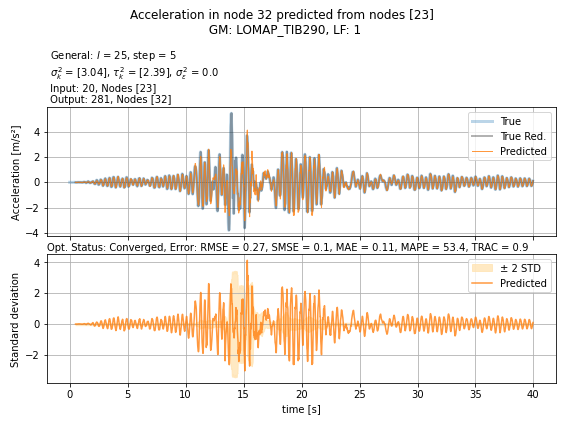 Acceleration in node 32 predicted from nodes [23]
GM: LOMAP_TIB290, LF: 1
General: l = 25, step = 5
σ²ₖ = [3.04], τ²ₖ = [2.39], σ²ε = 0.0
Input: 20, Nodes [23]
Output: 281, Nodes [32]
Acceleration [m/s²]
4
2
0
−2
−4
True
True Red.
Predicted
Opt. Status: Converged, Error: RMSE = 0.27, SMSE = 0.1, MAE = 0.11, MAPE = 53.4, TRAC = 0.9
Standard deviation
4
2
0
−2
± 2 STD
Predicted
0 5 10 15 20 25 30 35 40
time [s]